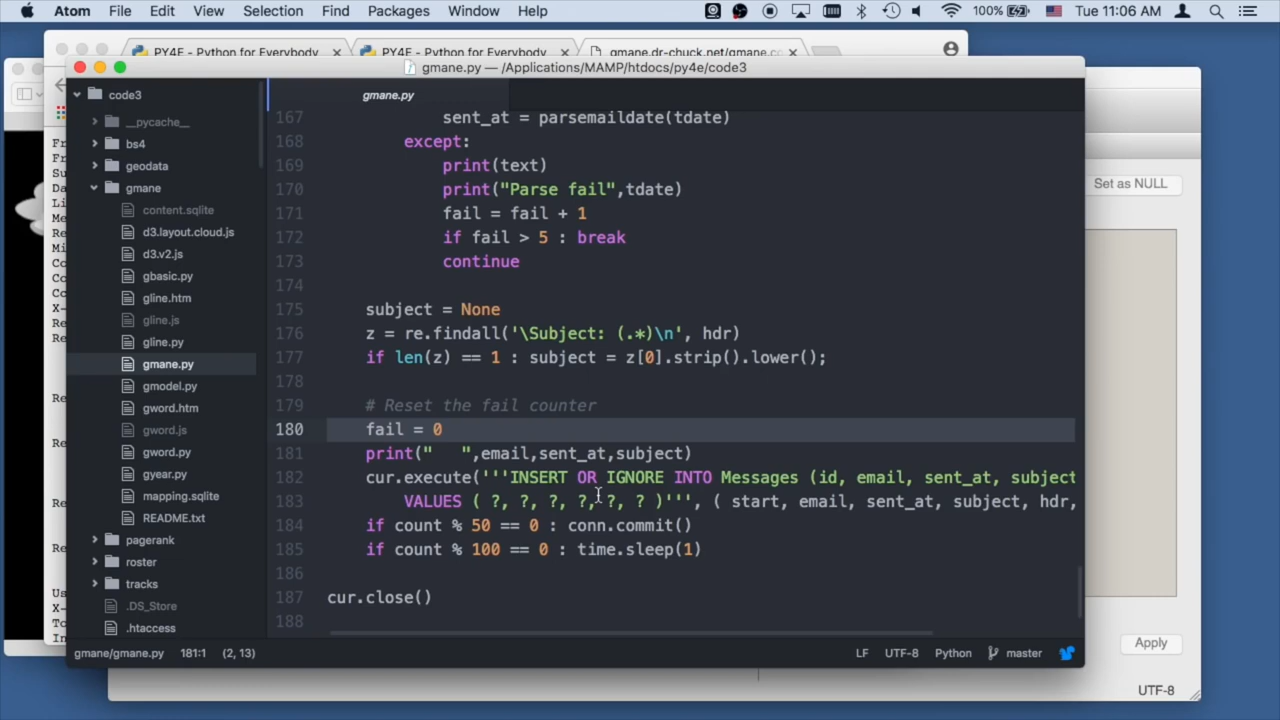 Atom File Edit View Selection Find Packages Window Help 100% Tue 11:06 AM
PY4E - Python for Everybody PY4E - Python for Everybody gmane.dr-chuck.net/gmane.co
gmane.py — /Applications/MAMP/htdocs/py4e/code3
code3
__pycache__
bs4
geodata
gmane
content.sqlite
d3.layout.cloud.js
d3.v2.js
gbasic.py
gline.htm
gline.js
gline.py
gmane.py
gmodel.py
gword.htm
gword.js
gword.py
gyear.py
mapping.sqlite
README.txt
pagerank
roster
tracks
.DS_Store
.htaccess
gmane.py
167 sent_at = parsemaildate(tdate)
168 except:
169 print(text)
170 print("Parse fail",tdate)
171 fail = fail + 1
172 if fail > 5 : break
173 continue
174
175 subject = None
176 z = re.findall('\Subject: (.*)\n', hdr)
177 if len(z) == 1 : subject = z[0].strip().lower();
178
179 # Reset the fail counter
180 fail = 0
181 print("   ",email,sent_at,subject)
182 cur.execute('''INSERT OR IGNORE INTO Messages (id, email, sent_at, subject
183 VALUES ( ?, ?, ?, ?, ?, ? )''', ( start, email, sent_at, subject, hdr,
184 if count % 50 == 0 : conn.commit()
185 if count % 100 == 0 : time.sleep(1)
186
187 cur.close()
188
gmane/gmane.py 181:1 (2, 13) LF UTF-8 Python master
Set as NULL
Apply
UTF-8